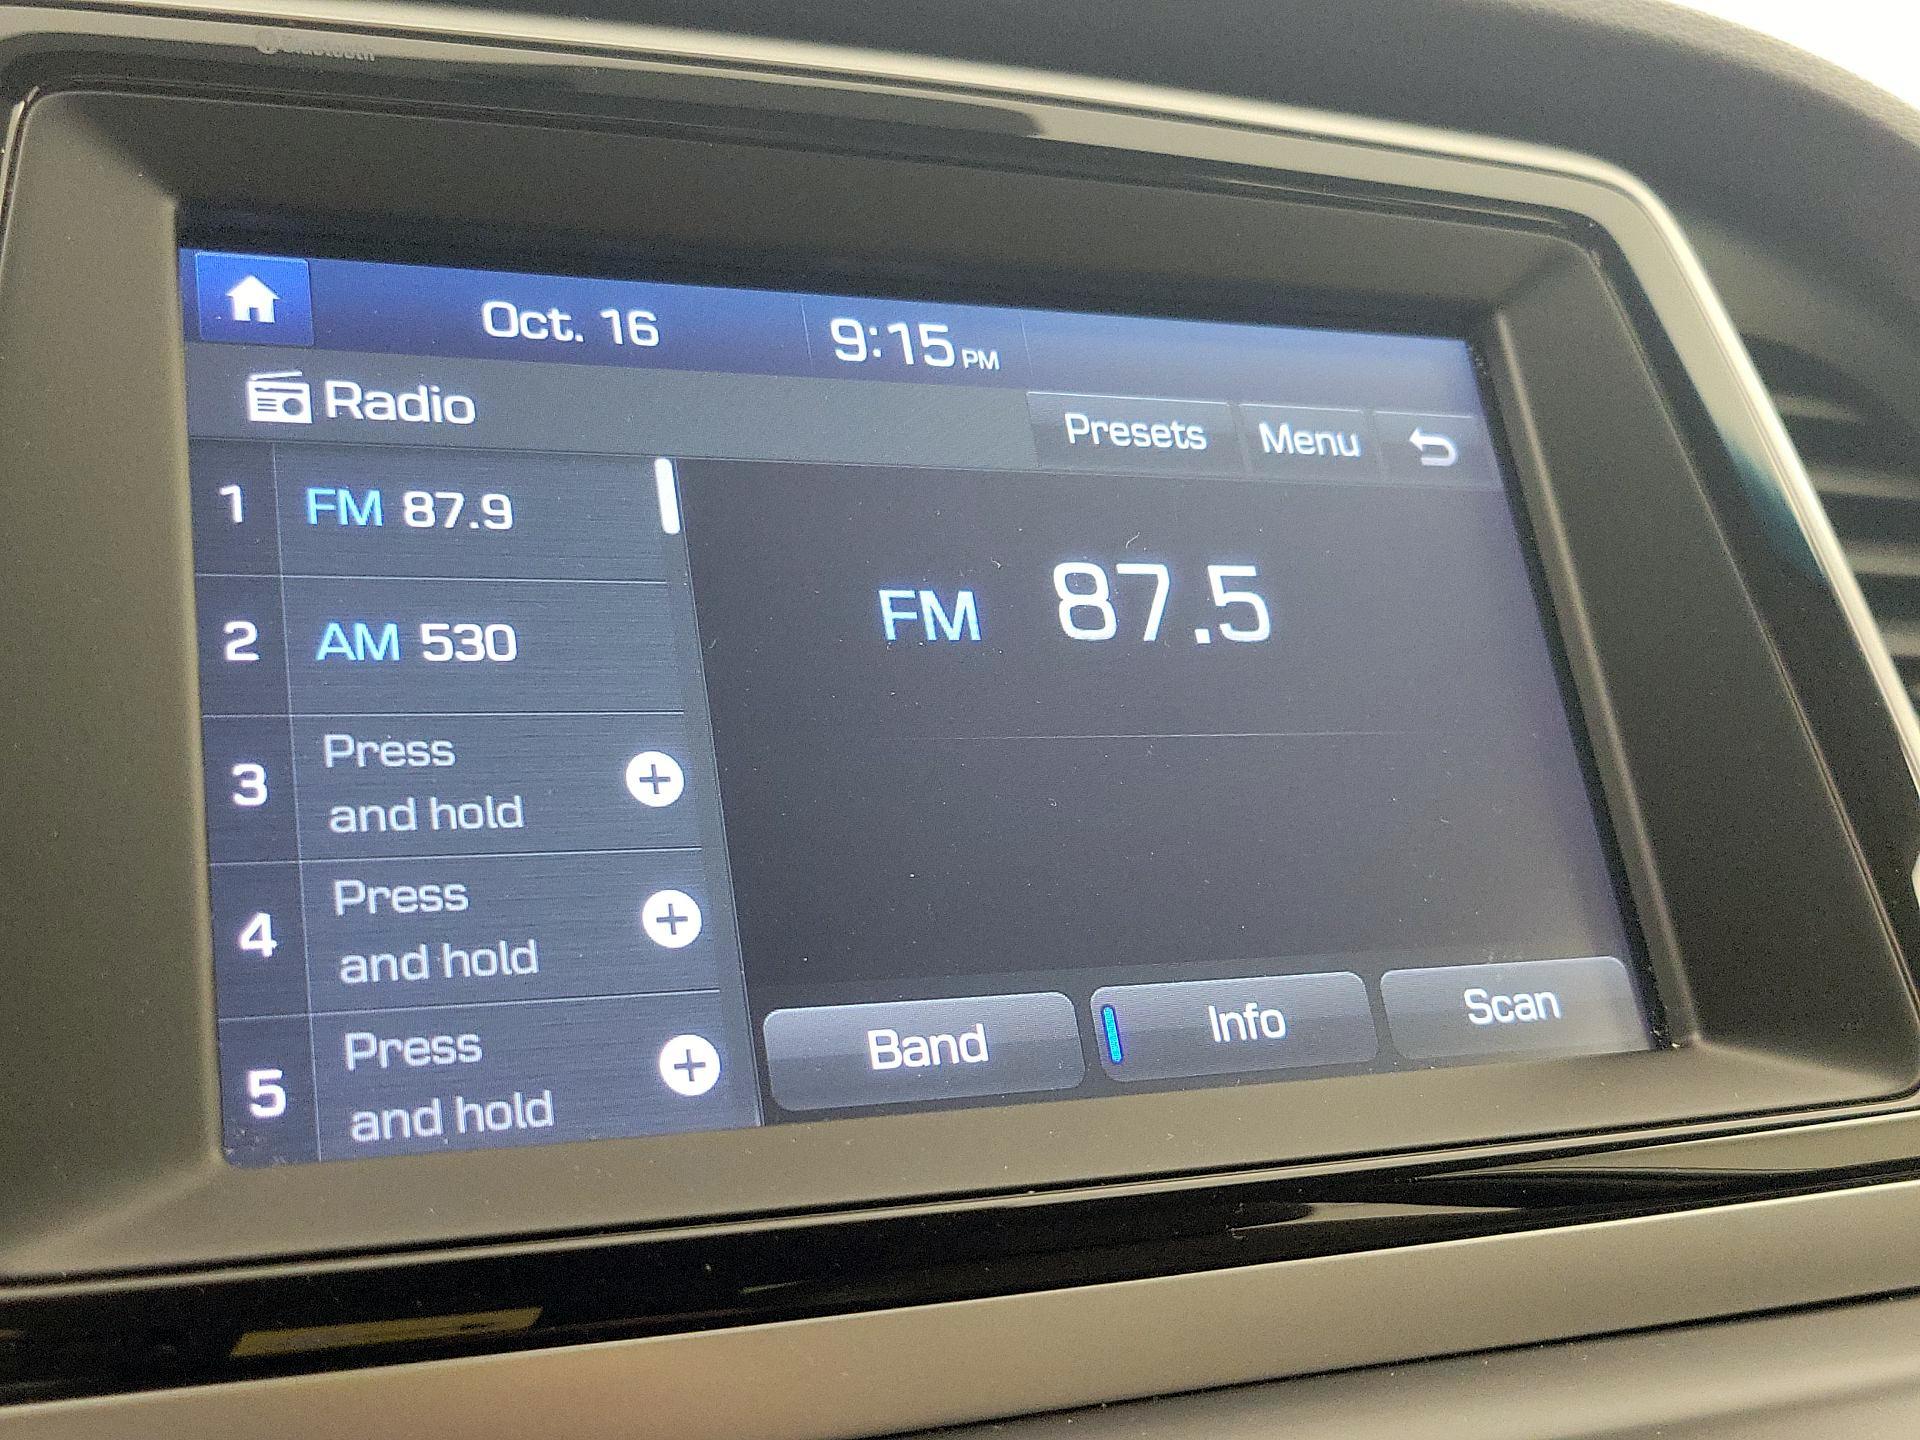 Bluetooth
Oct. 16 9:15 PM
Radio
Presets Menu
1 FM 87.9
2 AM 530
3 Press
and hold
4 Press
and hold
5 Press
and hold
FM 87.5
Band Info Scan